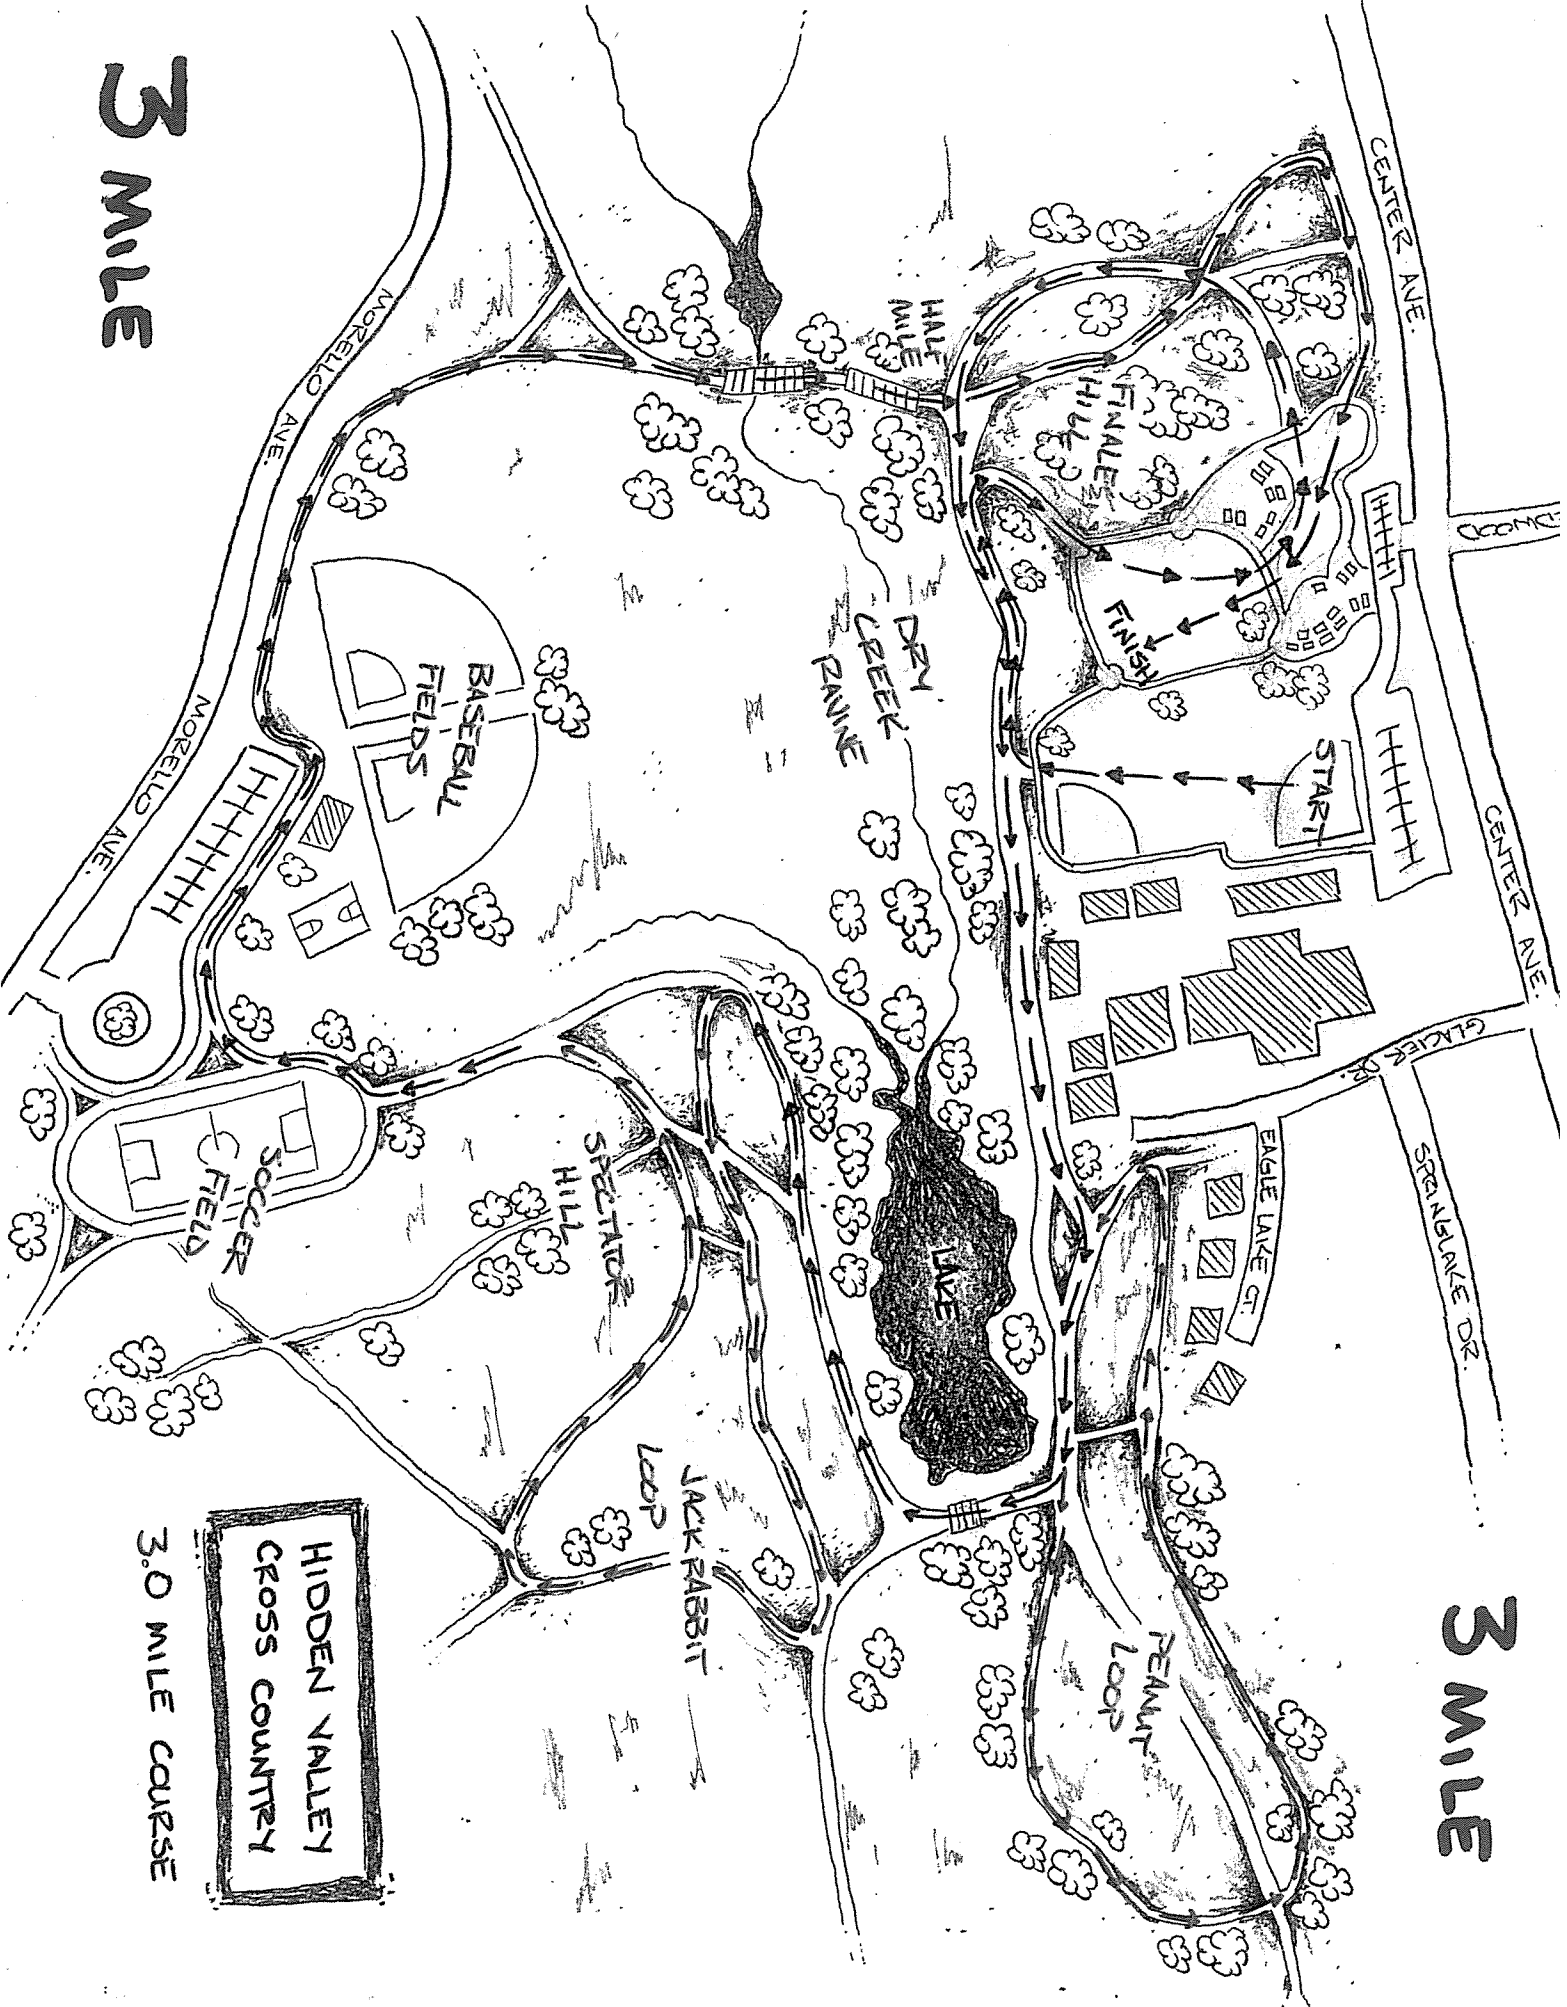 3 MILE
3 MILE
CENTER AVE.
CENTER AVE.
GLACIER DR.
SPRINGLAKE DR.
EAGLE LAKE CT.
START
FINISH
FINALE
HILL
HALF
MILE
DRY
CREEK
RAVINE
LAKE
PEANUT
LOOP
MORELLO AVE.
MORELLO AVE.
BASEBALL
FIELDS
SOCCER
FIELD
SPECTATOR
HILL
JACKRABBIT
LOOP
HIDDEN VALLEY
CROSS COUNTRY
3.0 MILE COURSE